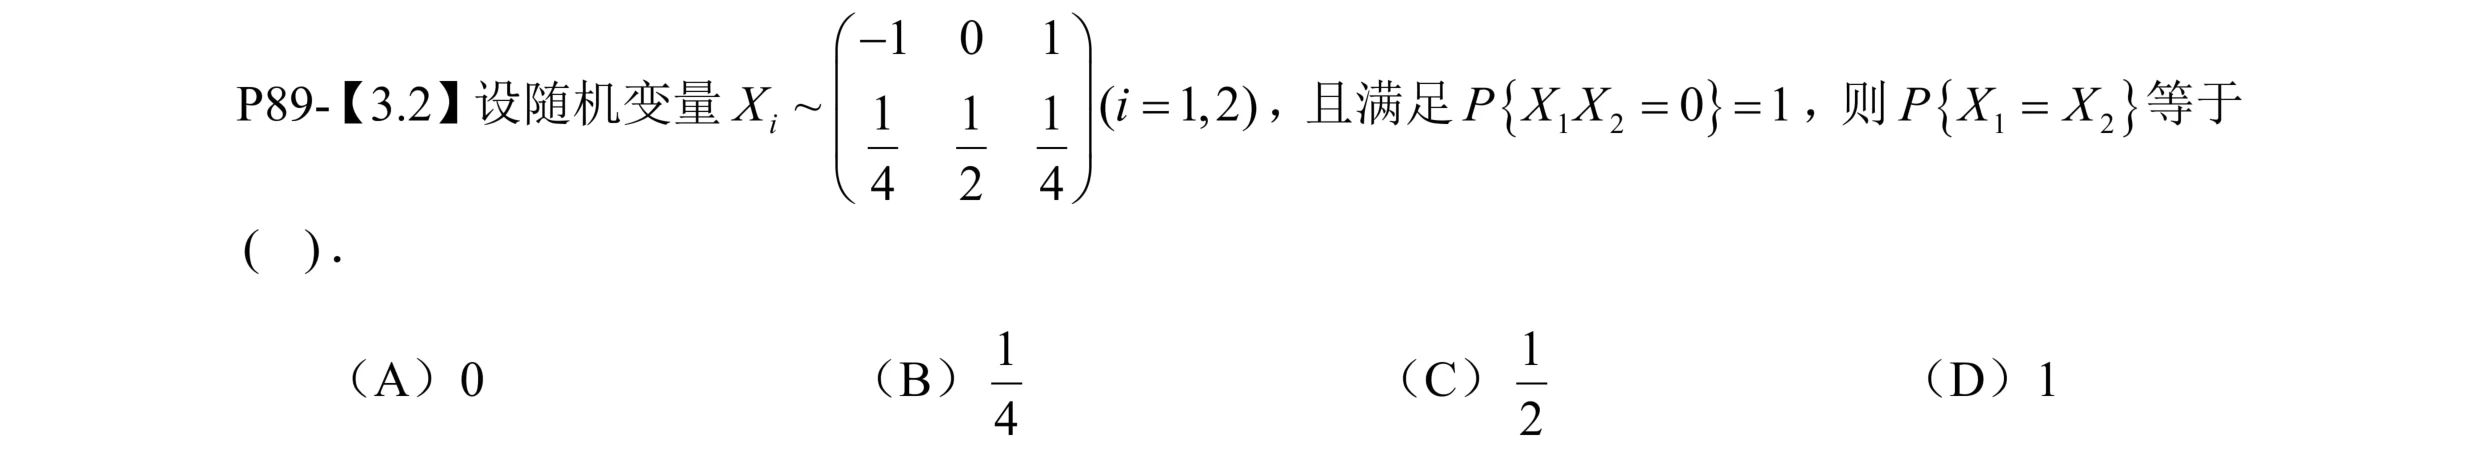 P89-【3.2】设随机变量 $X_i \sim \begin{pmatrix} -1 & 0 & 1 \\ \frac{1}{4} & \frac{1}{2} & \frac{1}{4} \end{pmatrix} (i=1,2)$，且满足 $P\{X_1X_2=0\}=1$，则 $P\{X_1=X_2\}$ 等于
( ).
（A）0 （B）$\frac{1}{4}$ （C）$\frac{1}{2}$ （D）1